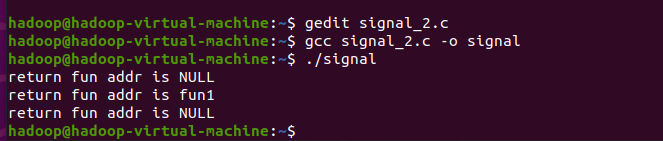 hadoop@hadoop-virtual-machine:~$ gedit signal_2.c
hadoop@hadoop-virtual-machine:~$ gcc signal_2.c -o signal
hadoop@hadoop-virtual-machine:~$ ./signal
return fun addr is NULL
return fun addr is fun1
return fun addr is NULL
hadoop@hadoop-virtual-machine:~$